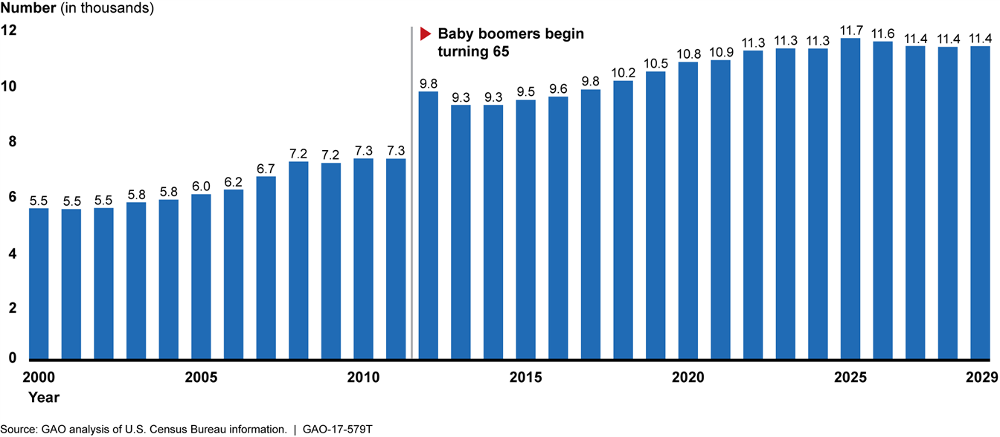 Number (in thousands)
12
10
8
6
4
2
0
Baby boomers begin
turning 65
5.5 5.5 5.5 5.8 5.8 6.0 6.2 6.7 7.2 7.2 7.3 7.3 9.8 9.3 9.3 9.5 9.6 9.8 10.2 10.5 10.8 10.9 11.3 11.3 11.3 11.7 11.6 11.4 11.4 11.4
2000 2005 2010 2015 2020 2025 2029
Year
Source: GAO analysis of U.S. Census Bureau information. | GAO-17-579T